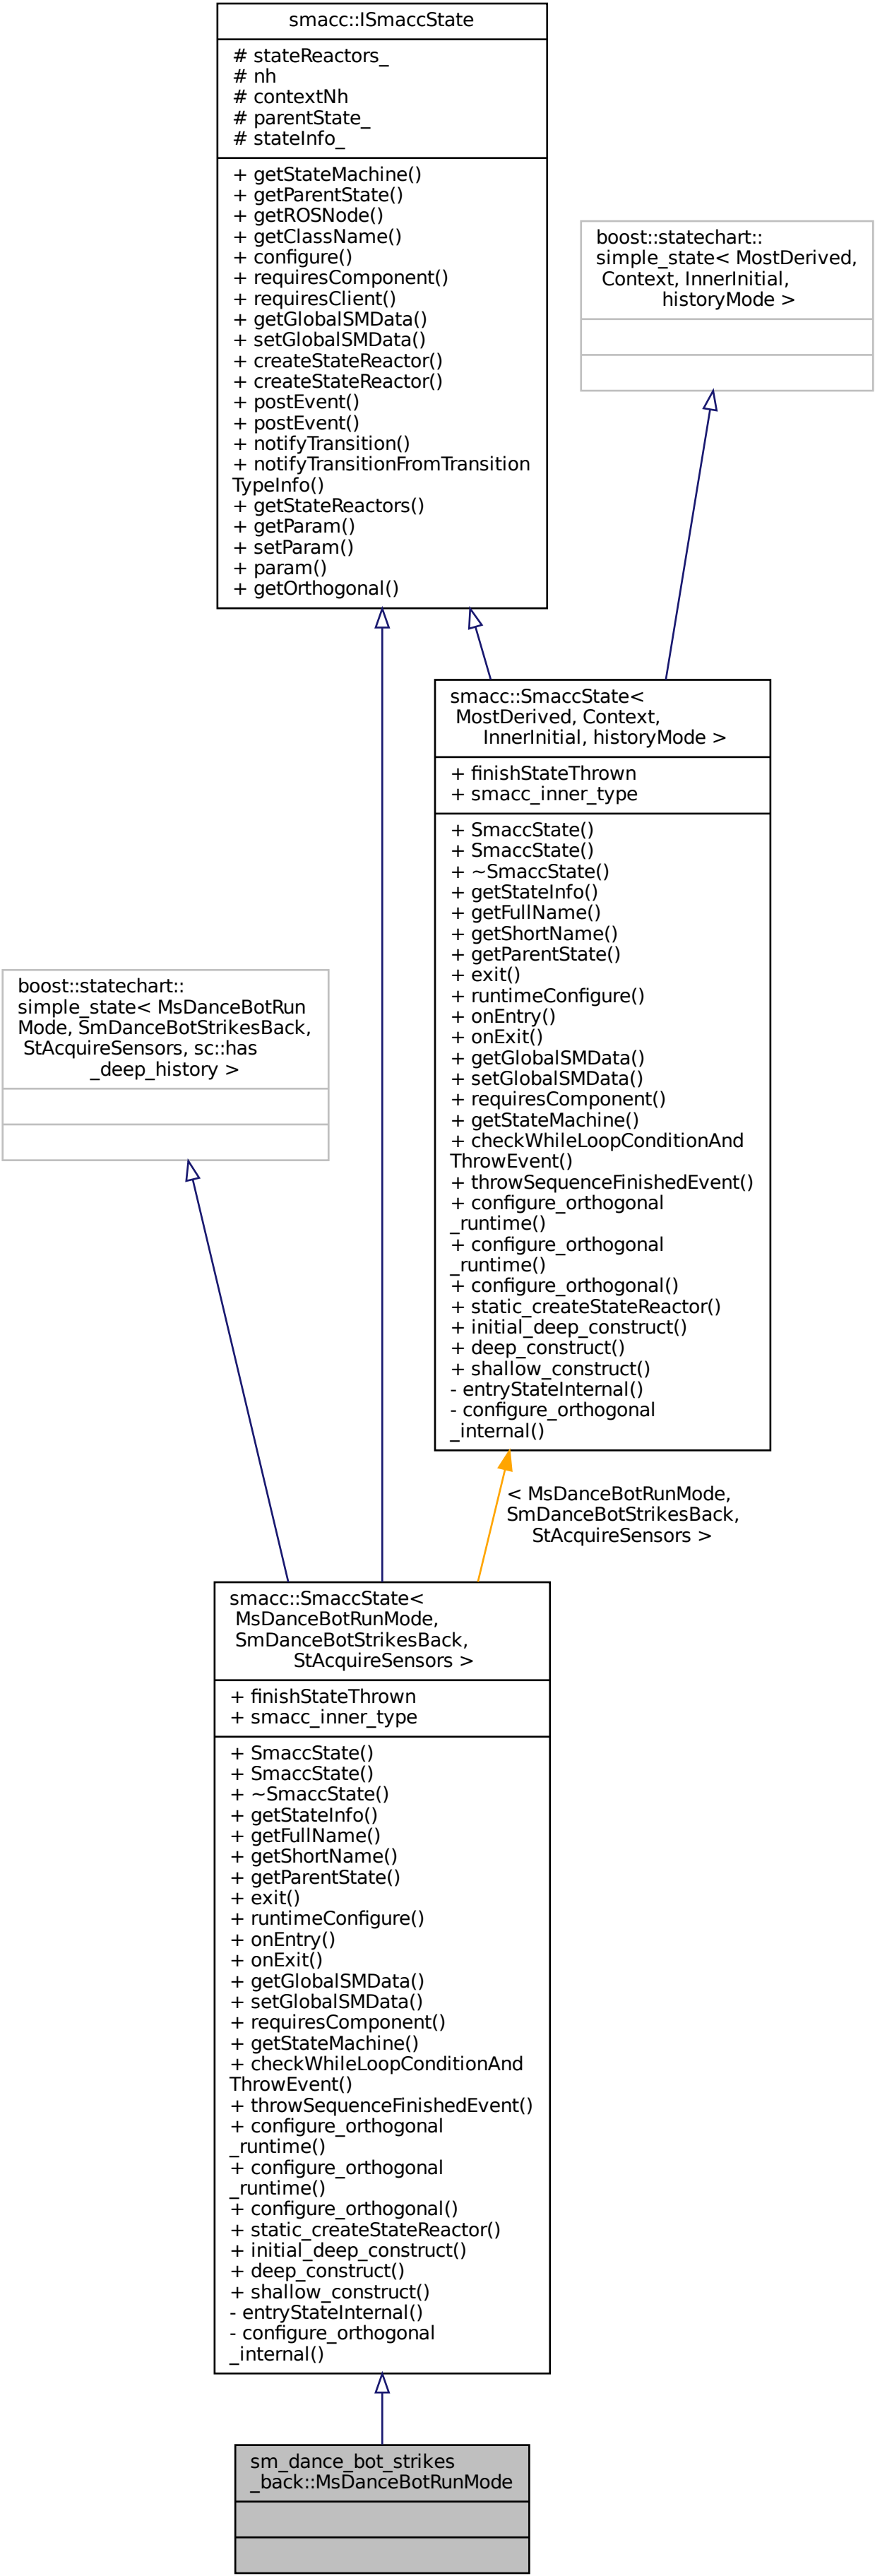 smacc::ISmaccState
# stateReactors_
# nh
# contextNh
# parentState_
# stateInfo_
+ getStateMachine()
+ getParentState()
+ getROSNode()
+ getClassName()
+ configure()
+ requiresComponent()
+ requiresClient()
+ getGlobalSMData()
+ setGlobalSMData()
+ createStateReactor()
+ createStateReactor()
+ postEvent()
+ postEvent()
+ notifyTransition()
+ notifyTransitionFromTransition
TypeInfo()
+ getStateReactors()
+ getParam()
+ setParam()
+ param()
+ getOrthogonal()
boost::statechart::
simple_state< MostDerived,
Context, InnerInitial,
historyMode >
smacc::SmaccState<
MostDerived, Context,
InnerInitial, historyMode >
+ finishStateThrown
+ smacc_inner_type
+ SmaccState()
+ SmaccState()
+ ~SmaccState()
+ getStateInfo()
+ getFullName()
+ getShortName()
+ getParentState()
+ exit()
+ runtimeConfigure()
+ onEntry()
+ onExit()
+ getGlobalSMData()
+ setGlobalSMData()
+ requiresComponent()
+ getStateMachine()
+ checkWhileLoopConditionAnd
ThrowEvent()
+ throwSequenceFinishedEvent()
+ configure_orthogonal
_runtime()
+ configure_orthogonal
_runtime()
+ configure_orthogonal()
+ static_createStateReactor()
+ initial_deep_construct()
+ deep_construct()
+ shallow_construct()
- entryStateInternal()
- configure_orthogonal
_internal()
boost::statechart::
simple_state< MsDanceBotRun
Mode, SmDanceBotStrikesBack,
StAcquireSensors, sc::has
_deep_history >
< MsDanceBotRunMode,
SmDanceBotStrikesBack,
StAcquireSensors >
smacc::SmaccState<
MsDanceBotRunMode,
SmDanceBotStrikesBack,
StAcquireSensors >
+ finishStateThrown
+ smacc_inner_type
+ SmaccState()
+ SmaccState()
+ ~SmaccState()
+ getStateInfo()
+ getFullName()
+ getShortName()
+ getParentState()
+ exit()
+ runtimeConfigure()
+ onEntry()
+ onExit()
+ getGlobalSMData()
+ setGlobalSMData()
+ requiresComponent()
+ getStateMachine()
+ checkWhileLoopConditionAnd
ThrowEvent()
+ throwSequenceFinishedEvent()
+ configure_orthogonal
_runtime()
+ configure_orthogonal
_runtime()
+ configure_orthogonal()
+ static_createStateReactor()
+ initial_deep_construct()
+ deep_construct()
+ shallow_construct()
- entryStateInternal()
- configure_orthogonal
_internal()
sm_dance_bot_strikes
_back::MsDanceBotRunMode